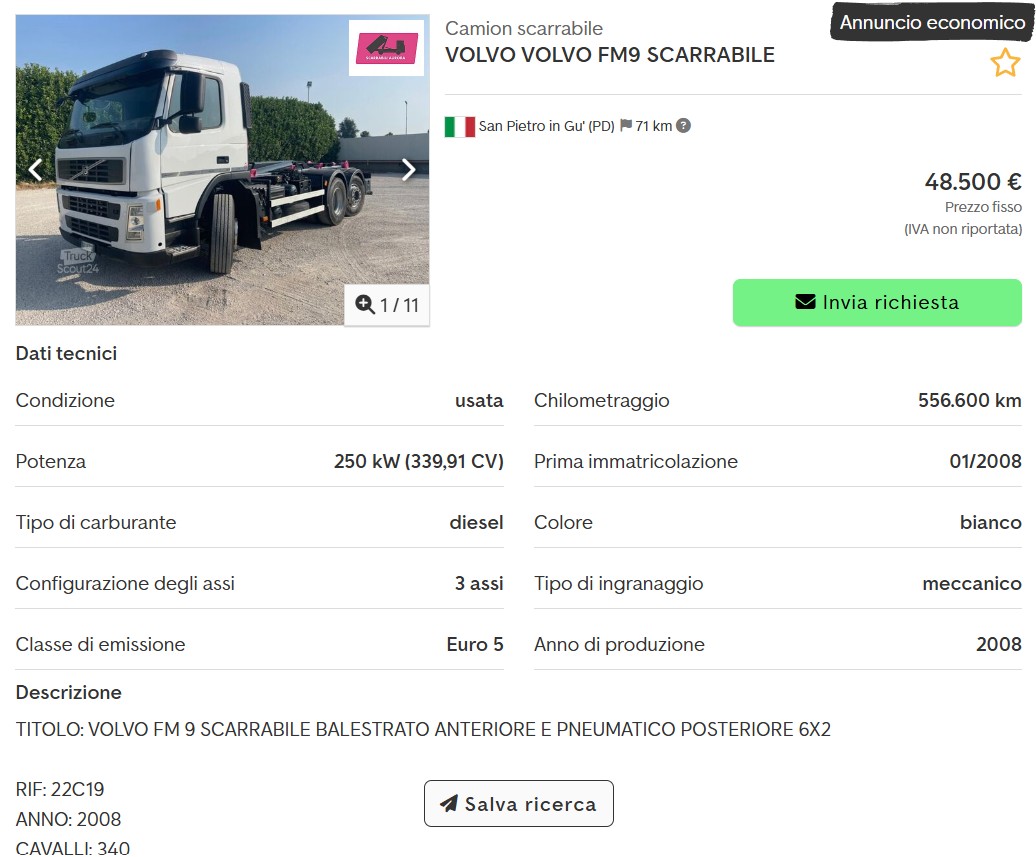 Annuncio economico
Camion scarrabile
VOLVO VOLVO FM9 SCARRABILE
San Pietro in Gu' (PD) 71 km
48.500 €
Prezzo fisso
(IVA non riportata)
Invia richiesta
Truck
Scout24
1 / 11
Dati tecnici
Condizione usata
Chilometraggio 556.600 km
Potenza 250 kW (339,91 CV)
Prima immatricolazione 01/2008
Tipo di carburante diesel
Colore bianco
Configurazione degli assi 3 assi
Tipo di ingranaggio meccanico
Classe di emissione Euro 5
Anno di produzione 2008
Descrizione
TITOLO: VOLVO FM 9 SCARRABILE BALESTRATO ANTERIORE E PNEUMATICO POSTERIORE 6X2
RIF: 22C19
Salva ricerca
ANNO: 2008
CAVALLI: 340